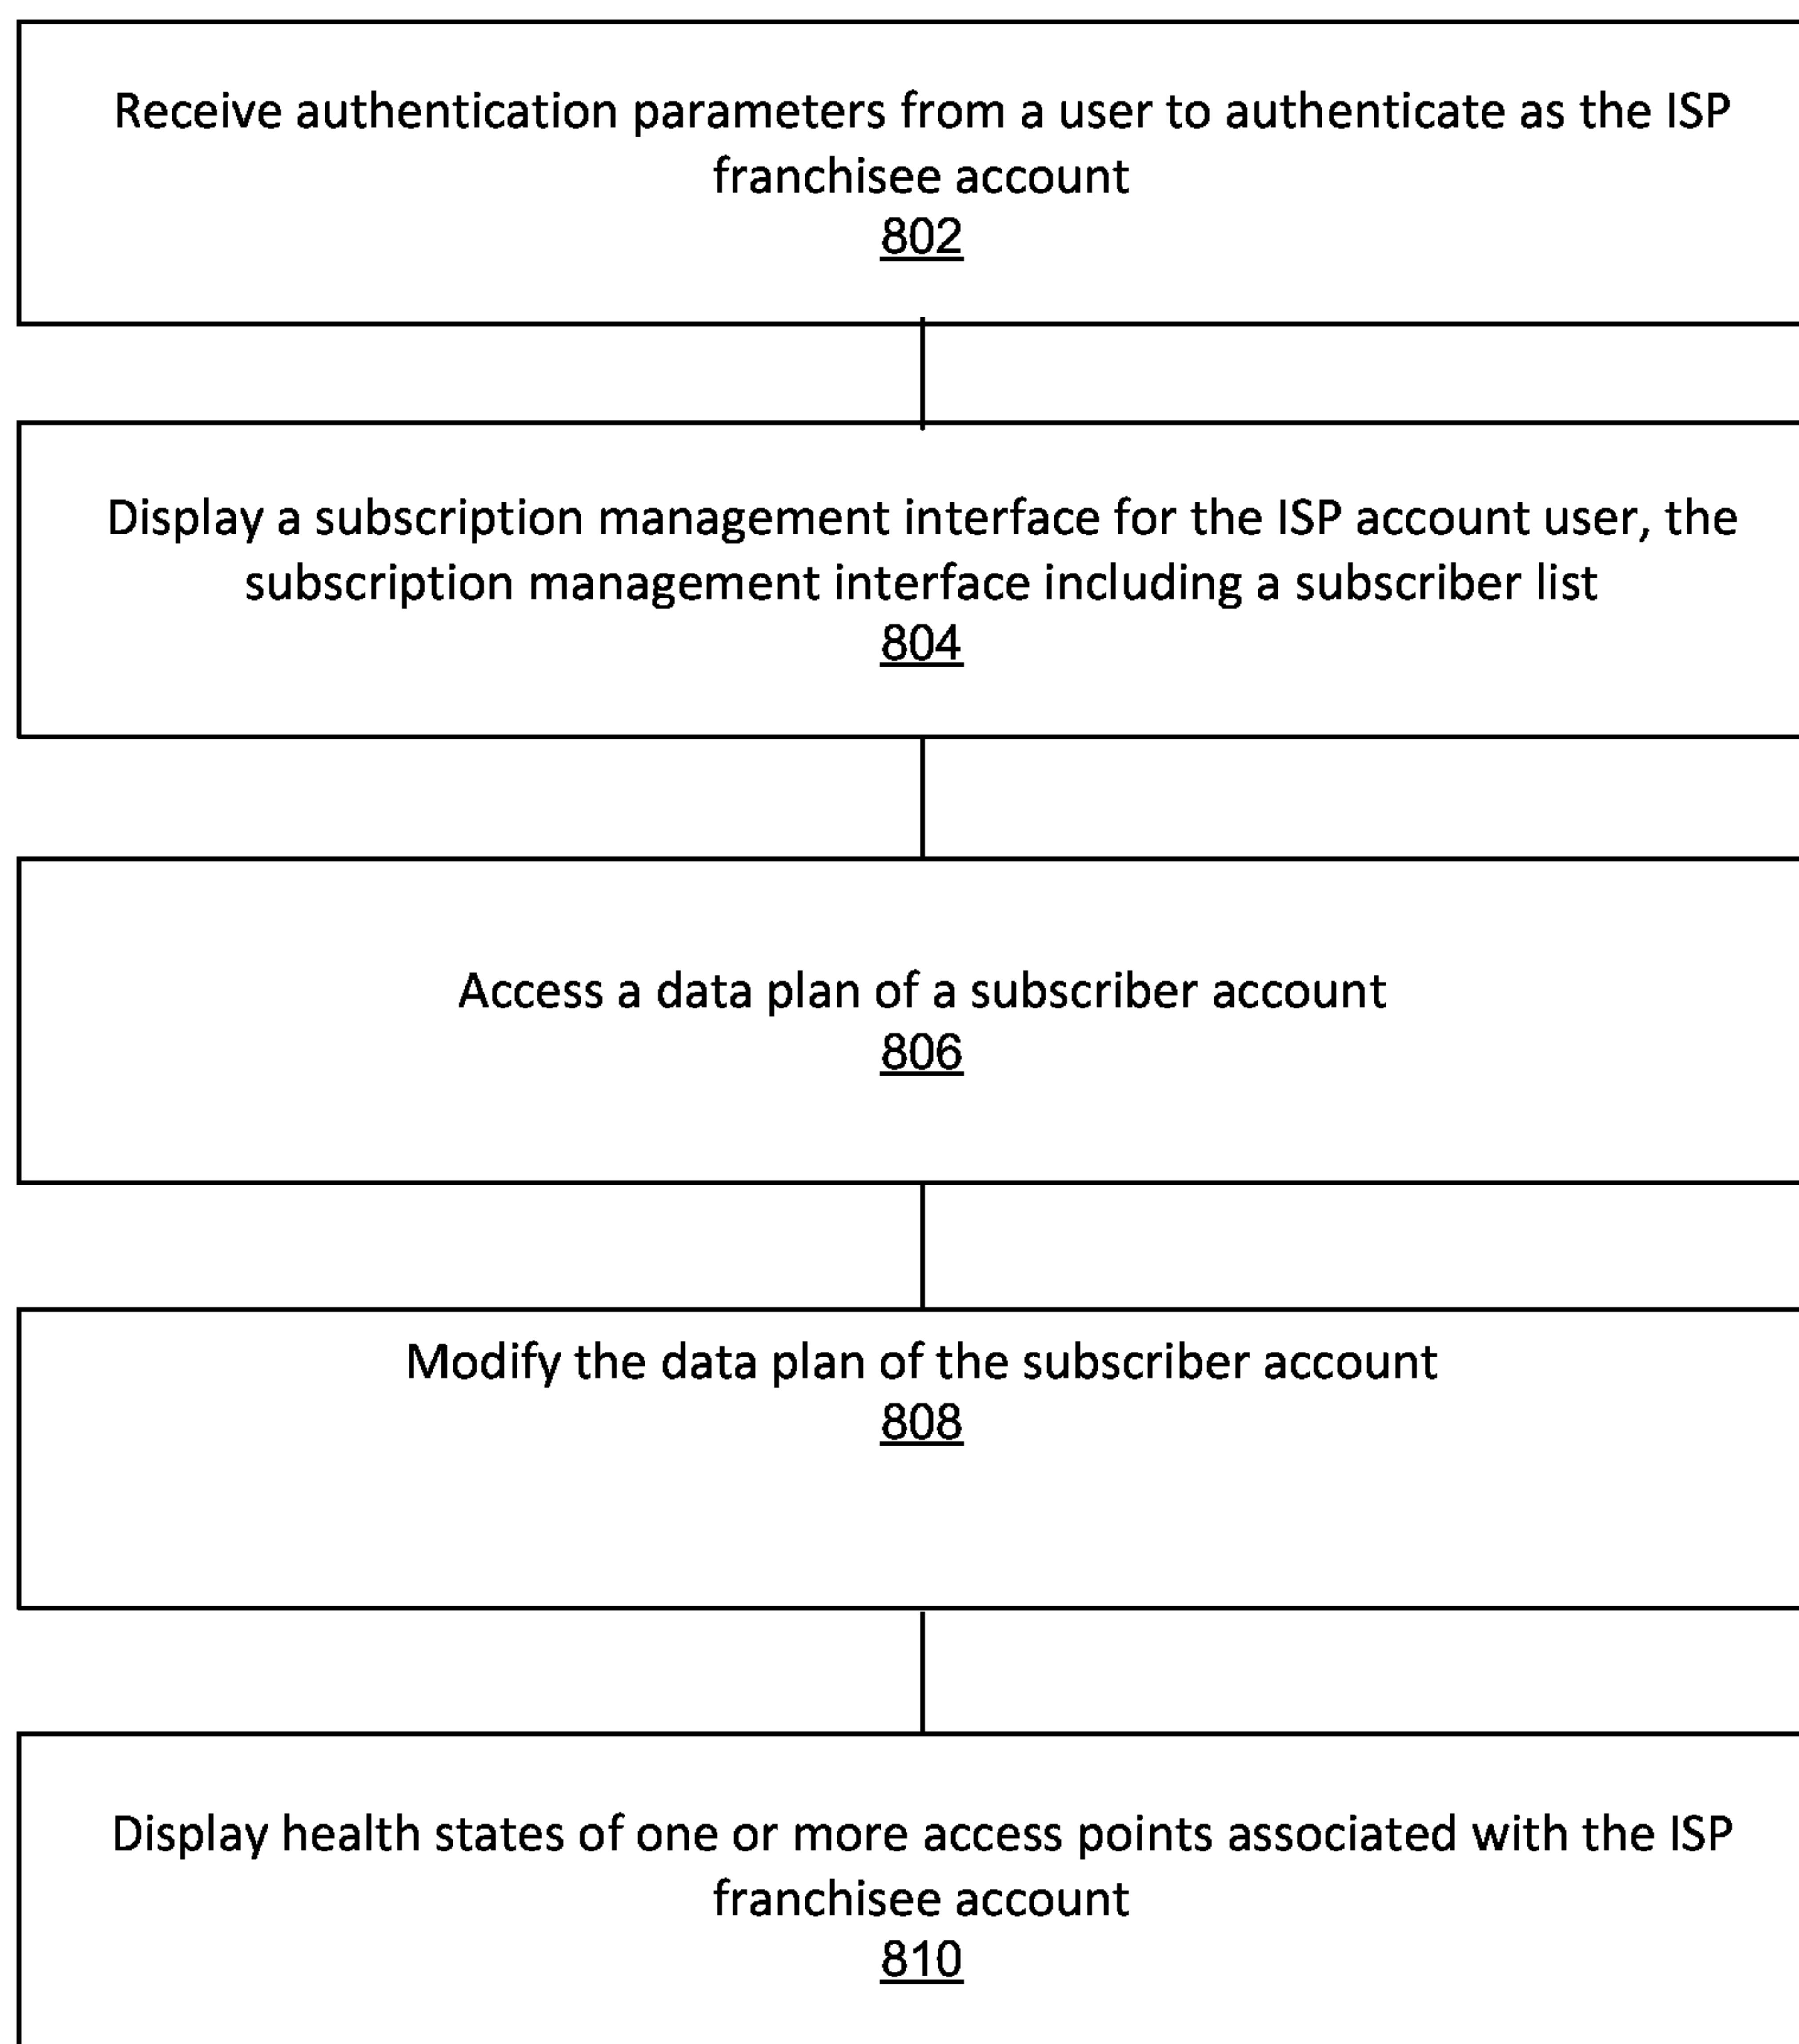 Receive authentication parameters from a user to authenticate as the ISP
franchisee account
802
Display a subscription management interface for the ISP account user, the
subscription management interface including a subscriber list
804
Access a data plan of a subscriber account
806
Modify the data plan of the subscriber account
808
Display health states of one or more access points associated with the ISP
franchisee account
810